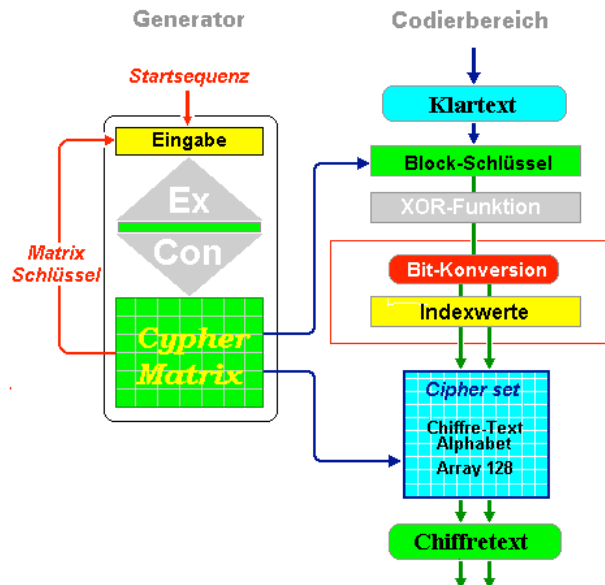 Generator
Codierbereich
Startsequenz
Klartext
Eingabe
Block-Schlüssel
Ex
XOR-Funktion
Con
Matrix
Schlüssel
Bit-Konversion
Indexwerte
Cypher
Matrix
Cipher set
Chiffre-Text
Alphabet
Array 128
Chiffretext